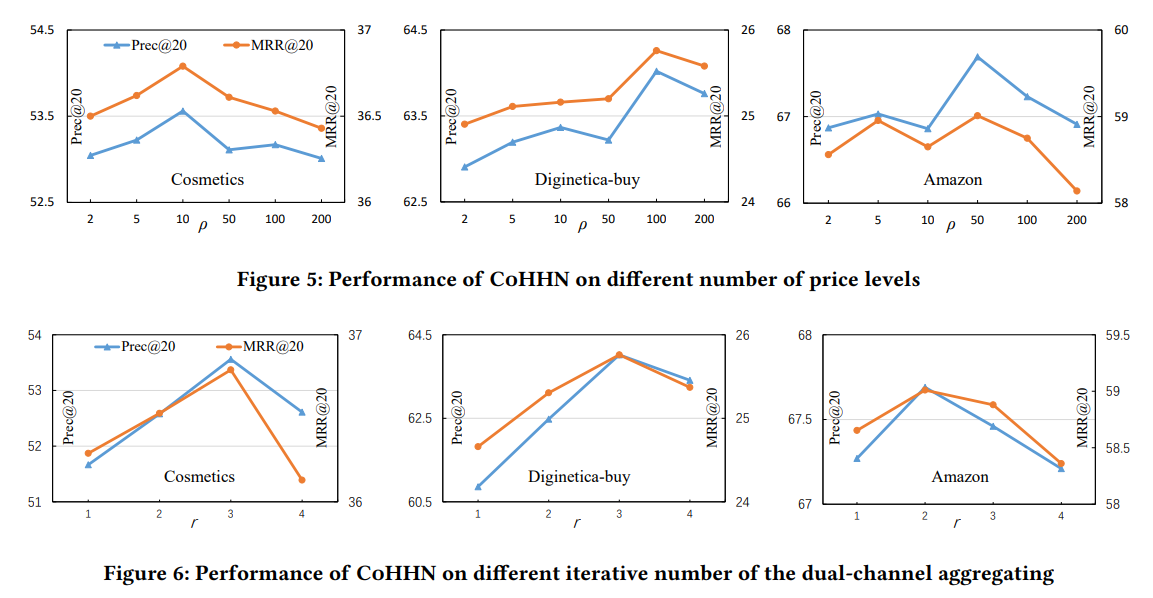 54.5
37
Prec@20
MRR@20
53.5
36.5
Prec@20
MRR@20
Cosmetics
52.5
36
2 5 10 50 100 200
ρ
64.5
26
63.5
25
Prec@20
MRR@20
Diginetica-buy
62.5
24
2 5 10 50 100 200
ρ
68
60
67
59
Prec@20
MRR@20
Amazon
66
58
2 5 10 50 100 200
ρ
Figure 5: Performance of CoHHN on different number of price levels
54
37
Prec@20
MRR@20
53
52
Prec@20
MRR@20
Cosmetics
51
36
1 2 3 4
r
64.5
26
62.5
25
Prec@20
MRR@20
Diginetica-buy
60.5
24
1 2 3 4
r
68
59.5
59
67.5
58.5
Prec@20
MRR@20
Amazon
67
58
1 2 3 4
r
Figure 6: Performance of CoHHN on different iterative number of the dual-channel aggregating